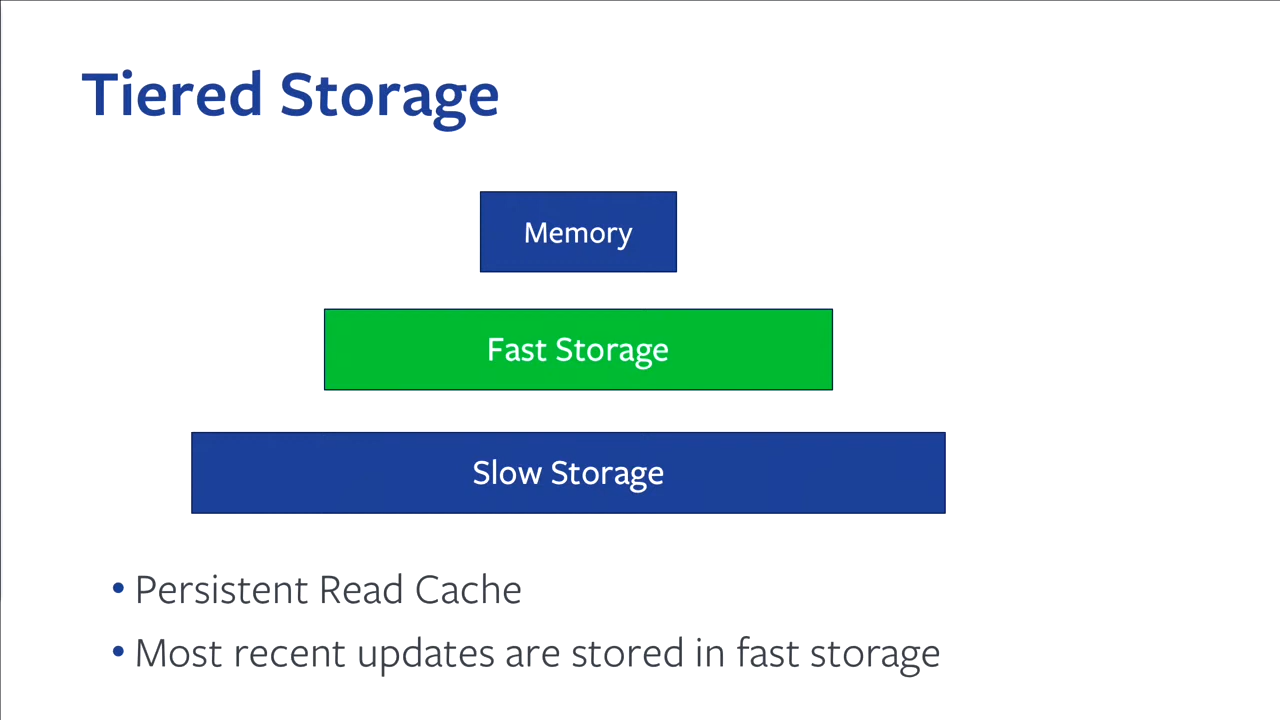 Tiered Storage
Memory
Fast Storage
Slow Storage
• Persistent Read Cache
• Most recent updates are stored in fast storage